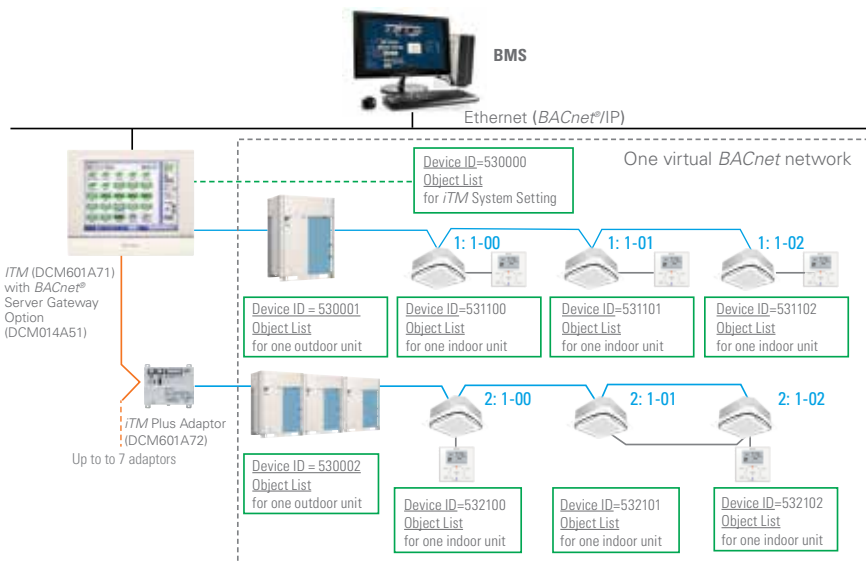 BMS
Ethernet (BACnet®/IP)
One virtual BACnet network
Device ID=530000
Object List
for iTM System Setting
iTM (DCM601A71)
with BACnet®
Server Gateway
Option
(DCM014A51)
1: 1-00
1: 1-01
1: 1-02
Device ID = 530001
Object List
for one outdoor unit
Device ID=531100
Object List
for one indoor unit
Device ID=531101
Object List
for one indoor unit
Device ID=531102
Object List
for one indoor unit
iTM Plus Adaptor
(DCM601A72)
Up to to 7 adaptors
2: 1-00
2: 1-01
2: 1-02
Device ID = 530002
Object List
for one outdoor unit
Device ID=532100
Object List
for one indoor unit
Device ID=532101
Object List
for one indoor unit
Device ID=532102
Object List
for one indoor unit